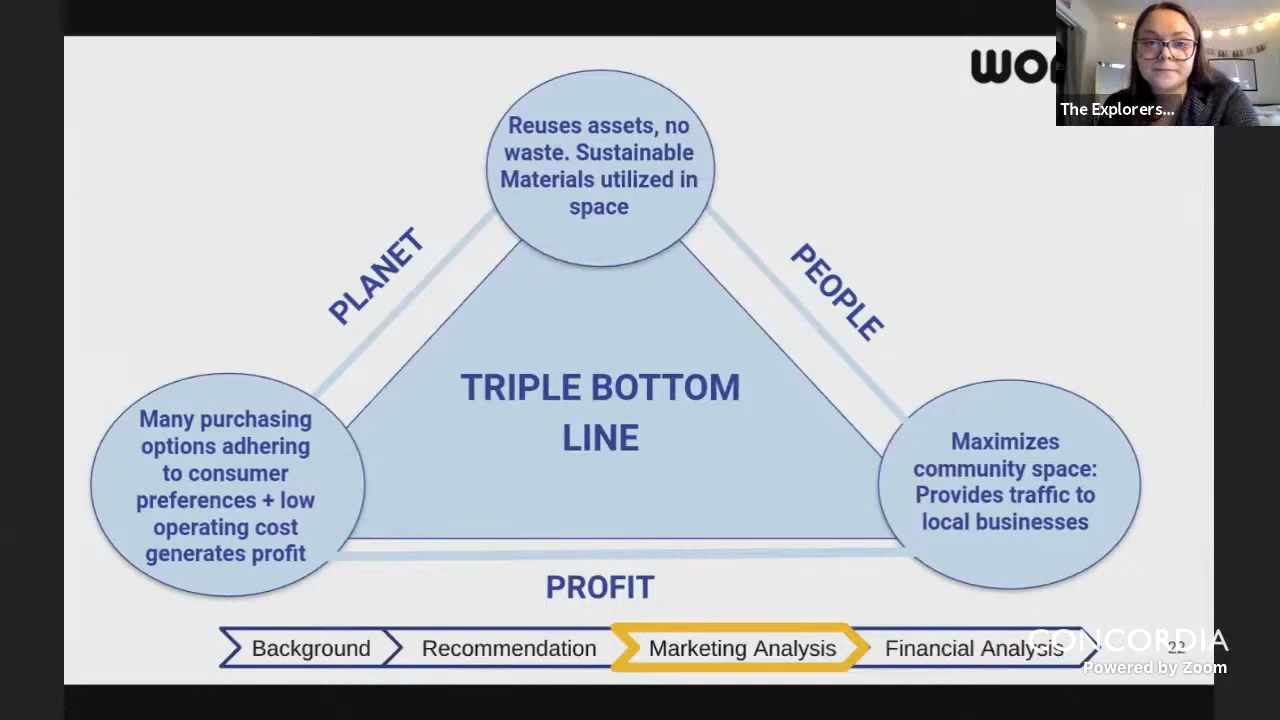 WO
The Explorers...
Reuses assets, no
waste. Sustainable
Materials utilized in
space
PLANET
PEOPLE
TRIPLE BOTTOM
LINE
Many purchasing
options adhering
to consumer
preferences + low
operating cost
generates profit
Maximizes
community space:
Provides traffic to
local businesses
PROFIT
Background
Recommendation
Marketing Analysis
Financial Analysis
22
CONCORDIA
Powered by Zoom